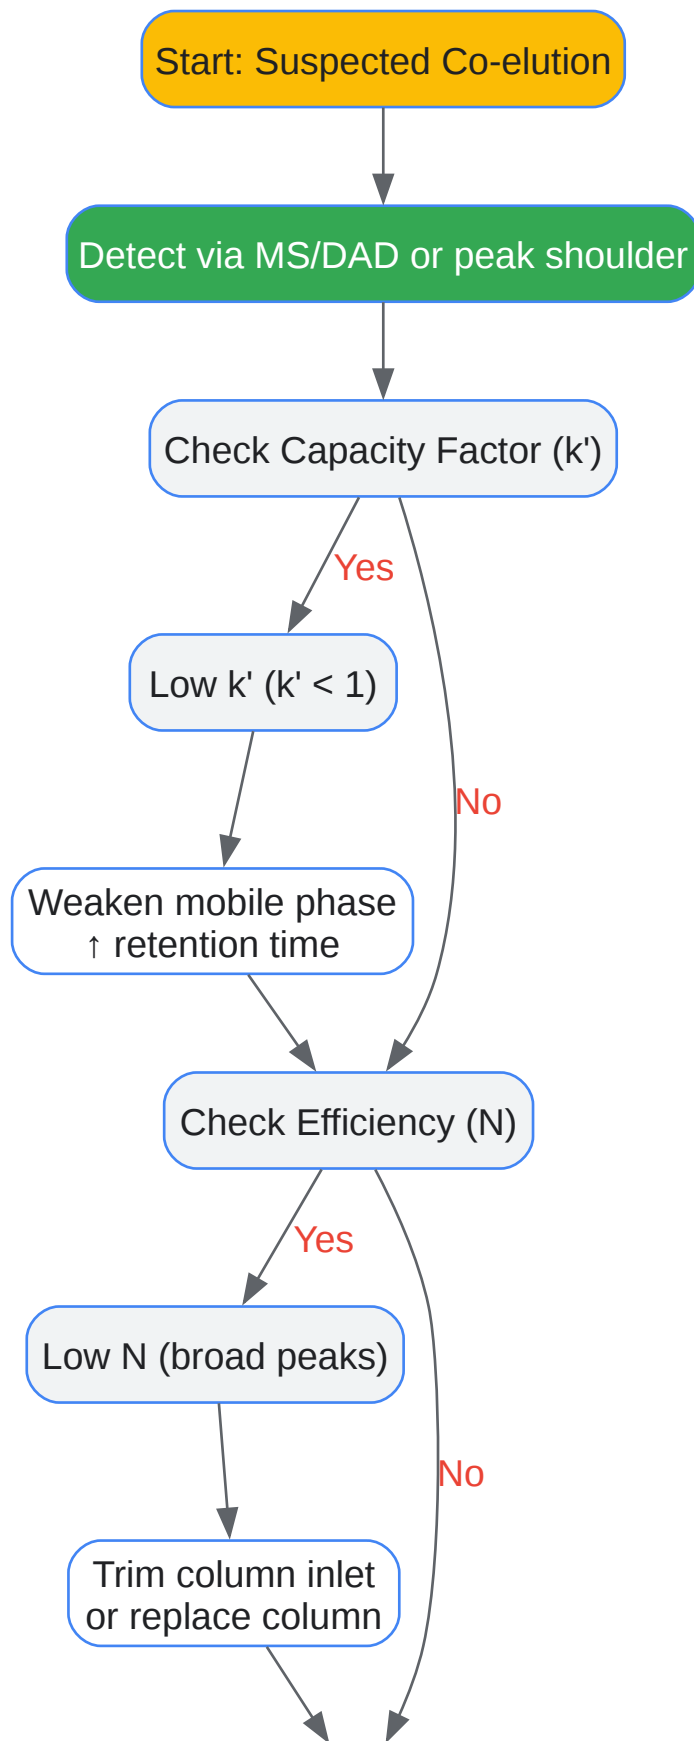 Start: Suspected Co-elution
Detect via MS/DAD or peak shoulder
Check Capacity Factor (k')
Yes
Low k' (k' < 1)
No
Weaken mobile phase
↑ retention time
Check Efficiency (N)
Yes
Low N (broad peaks)
No
Trim column inlet
or replace column